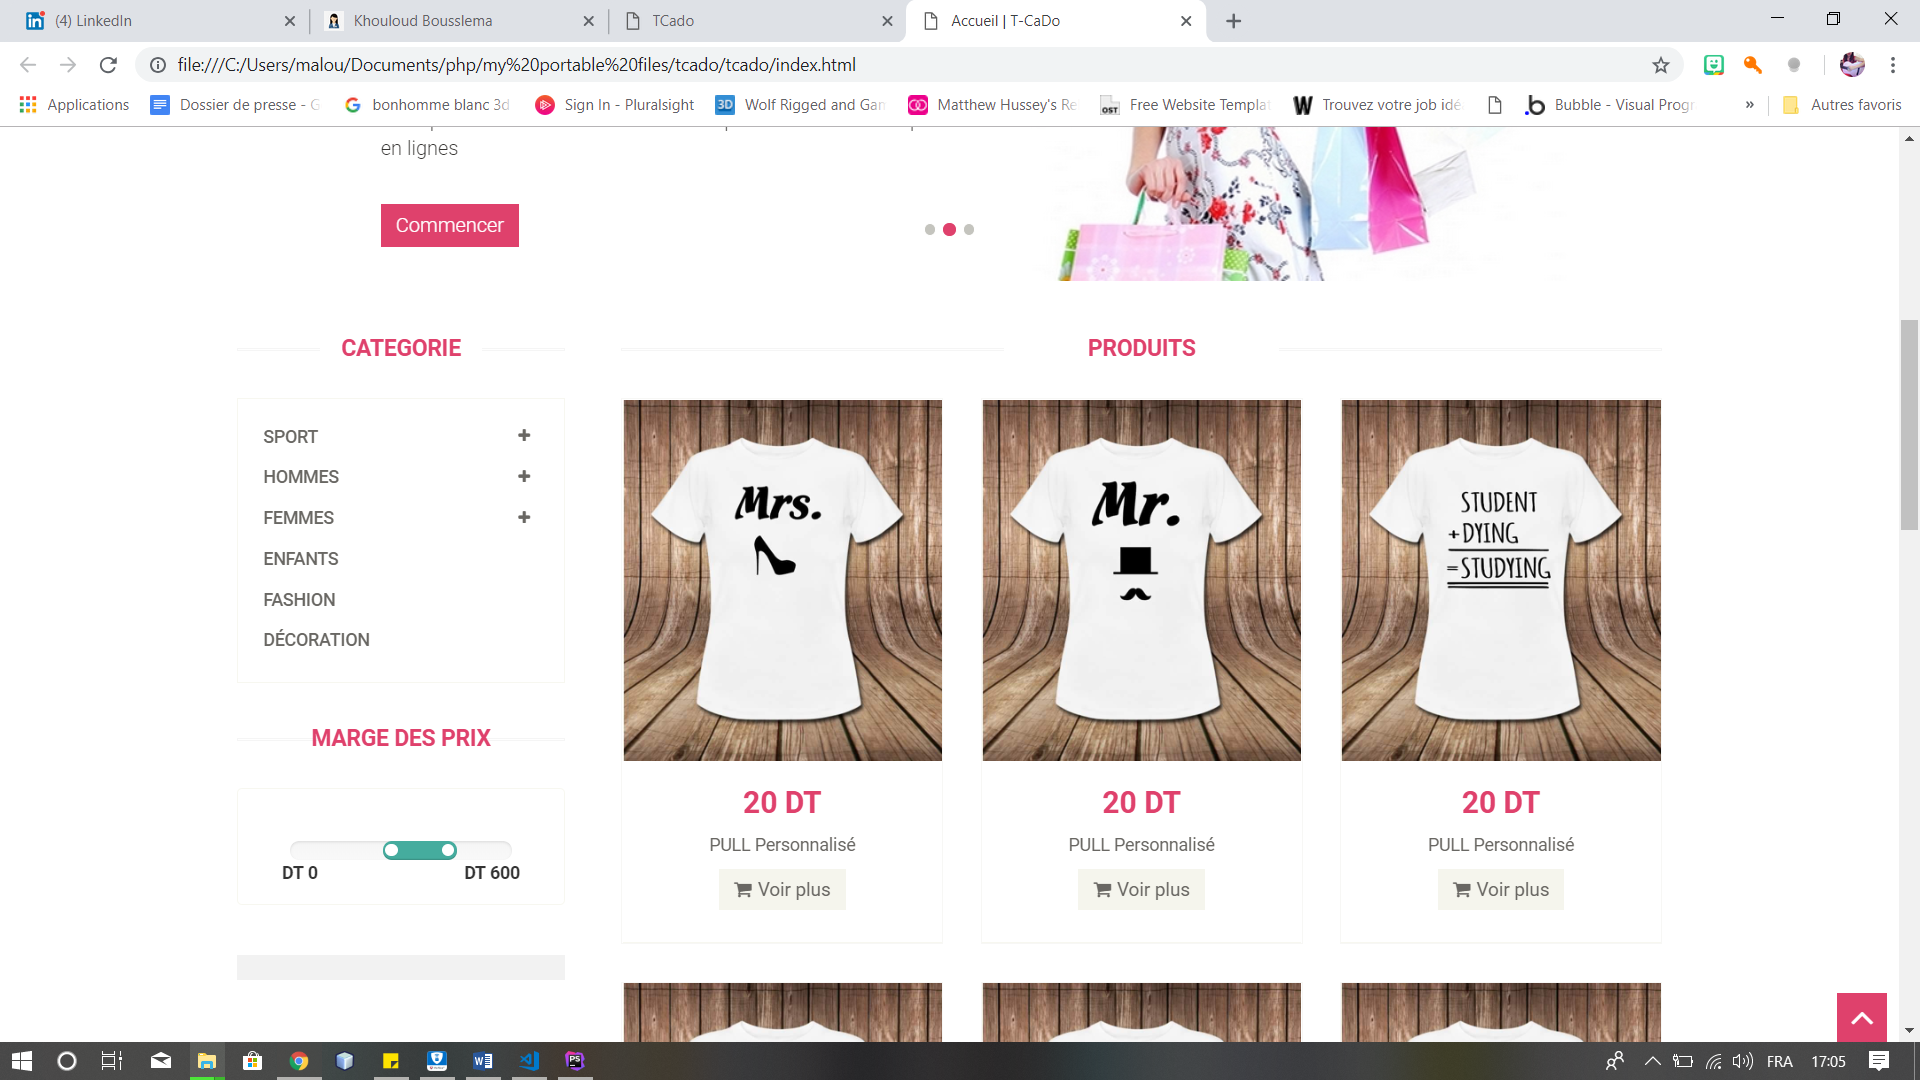 (4) LinkedIn
Khouloud Bousslema
TCado
Accueil | T-CaDo
file:///C:/Users/malou/Documents/php/my%20portable%20files/tcado/tcado/index.html
Applications
Dossier de presse - G
bonhomme blanc 3d
Sign In - Pluralsight
Wolf Rigged and Gam
Matthew Hussey's Re
Free Website Templat
Trouvez votre job idé
Bubble - Visual Progr
»
Autres favoris
en lignes
Commencer
CATEGORIE
SPORT
HOMMES
FEMMES
ENFANTS
FASHION
DÉCORATION
MARGE DES PRIX
DT 0
DT 600
PRODUITS
Mrs.
Mr.
STUDENT
+DYING
=STUDYING
20 DT
PULL Personnalisé
Voir plus
20 DT
PULL Personnalisé
Voir plus
20 DT
PULL Personnalisé
Voir plus
FRA
17:05